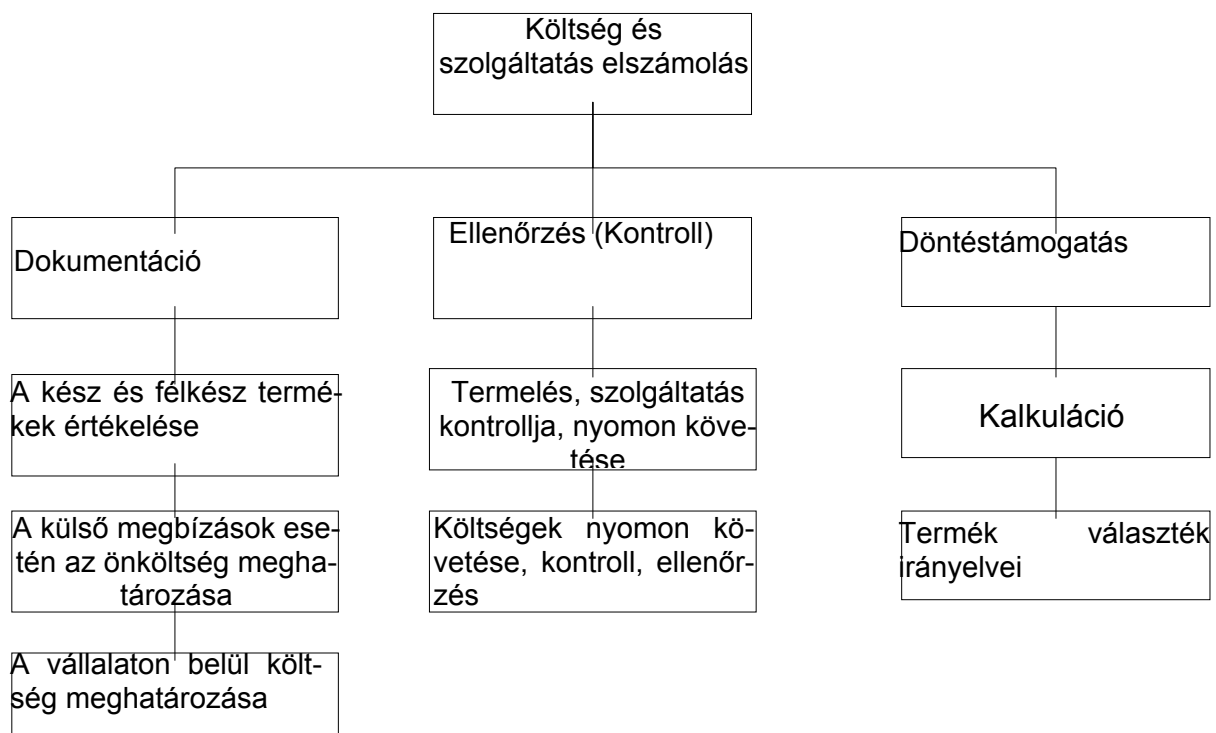 Költség és
szolgáltatás elszámolás
Dokumentáció
Ellenőrzés (Kontroll)
Döntéstámogatás
A kész és félkész termé-
kek értékelése
Termelés, szolgáltatás
kontrollja, nyomon köve-
tése
Kalkuláció
A külső megbízások ese-
tén az önköltség megha-
tározása
Költségek nyomon kö-
vetése, kontroll, ellenőr-
zés
Termék választék
irányelvei
A vállalaton belül költ-
ség meghatározása